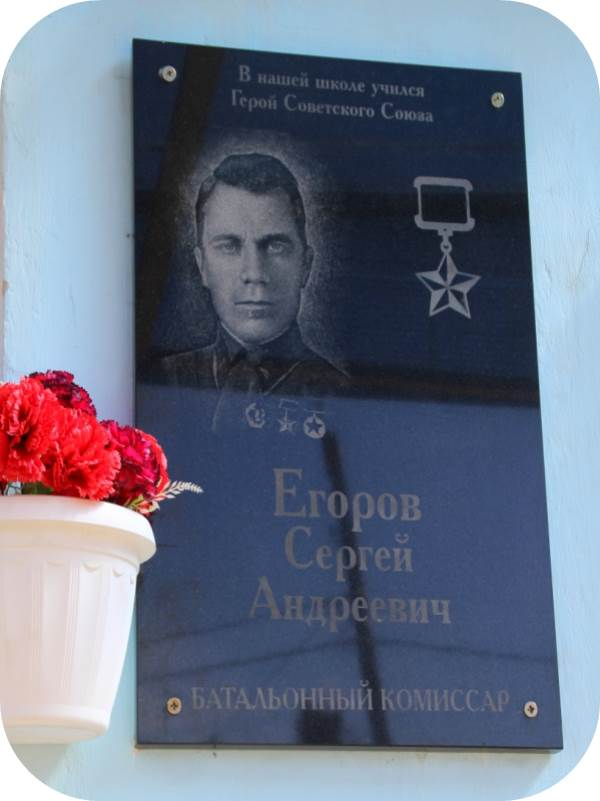 В нашей школе учился
Герой Советского Союза
Егоров
Сергей
Андреевич
БАТАЛЬОННЫЙ КОМИССАР